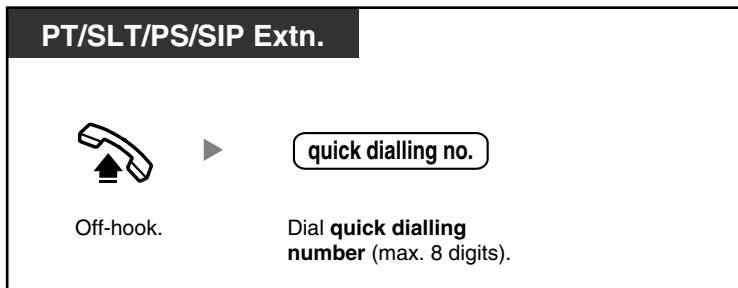 PT/SLT/PS/SIP Extn.
quick dialling no.
Off-hook.
Dial quick dialling
number (max. 8 digits).